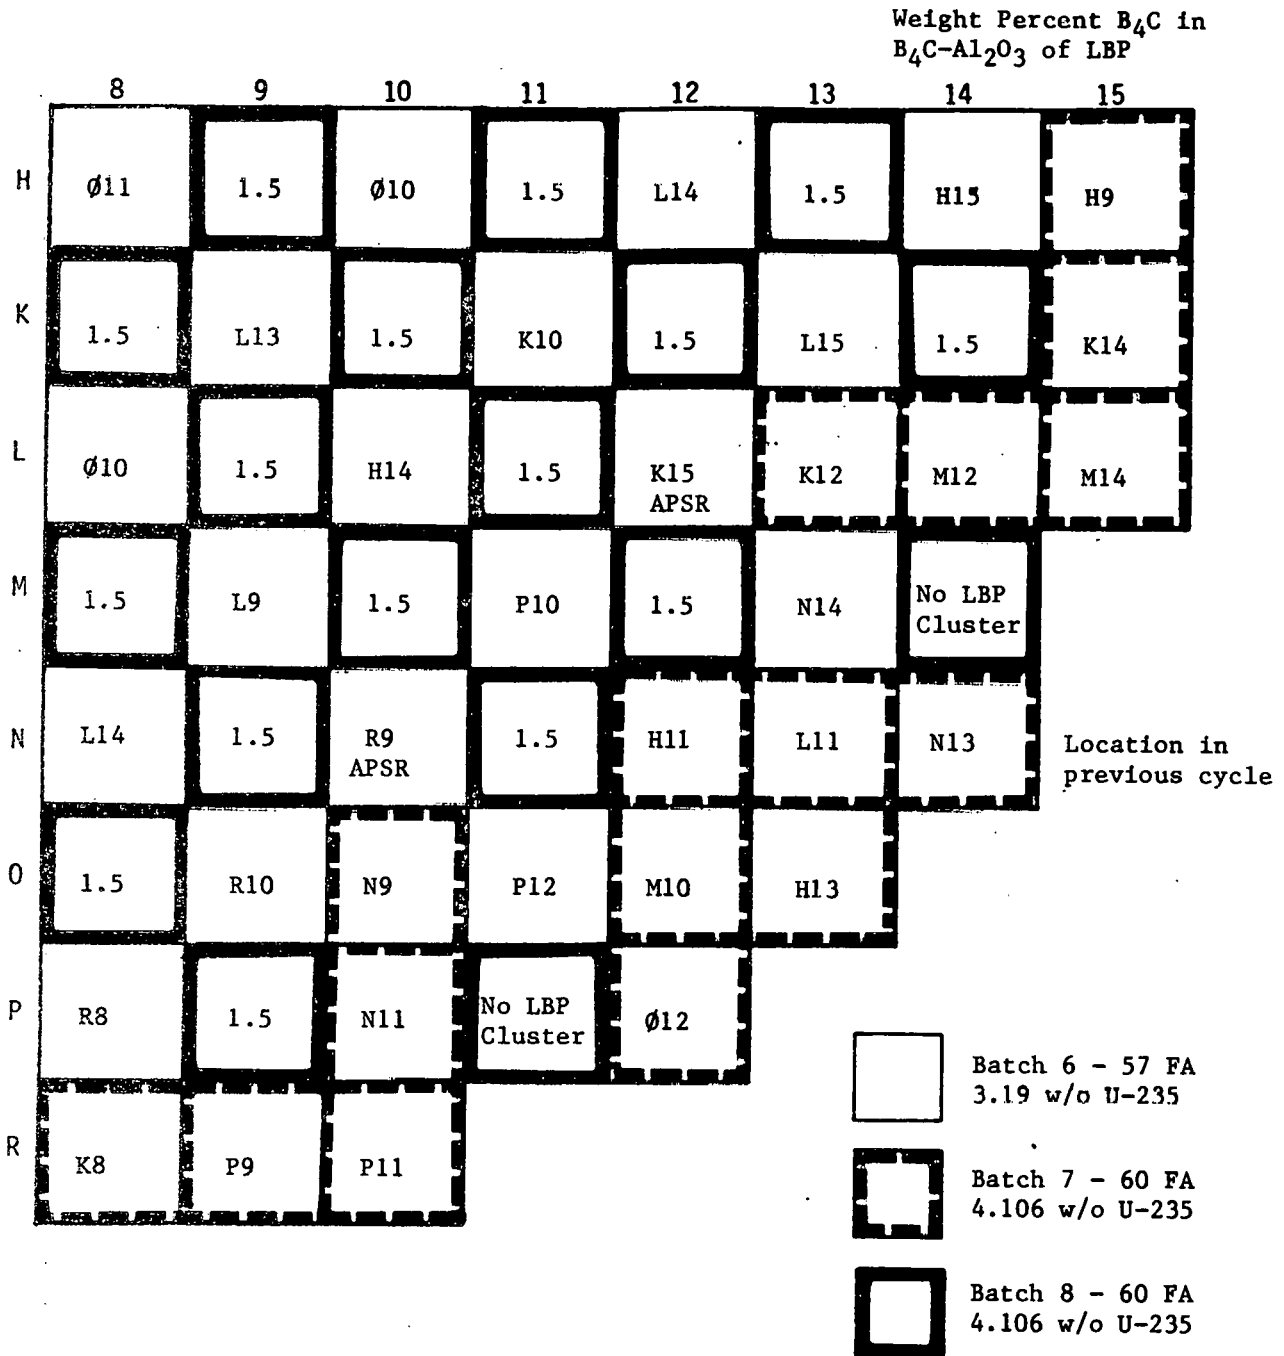 Weight Percent B₄C in
B₄C-Al₂O₃ of LBP
8 9 10 11 12 13 14 15
H Ø11 1.5 Ø10 1.5 L14 1.5 H15 H9
K 1.5 L13 1.5 K10 1.5 L15 1.5 K14
L Ø10 1.5 H14 1.5 K15 K12 M12 M14
APSR
M 1.5 L9 1.5 P10 1.5 N14 No LBP
Cluster
N L14 1.5 R9 1.5 H11 L11 N13
APSR
Location in
previous cycle
O 1.5 R10 N9 P12 M10 H13
P R8 1.5 N11 No LBP Ø12
Cluster
R K8 P9 P11
Batch 6 - 57 FA
3.19 w/o U-235
Batch 7 - 60 FA
4.106 w/o U-235
Batch 8 - 60 FA
4.106 w/o U-235